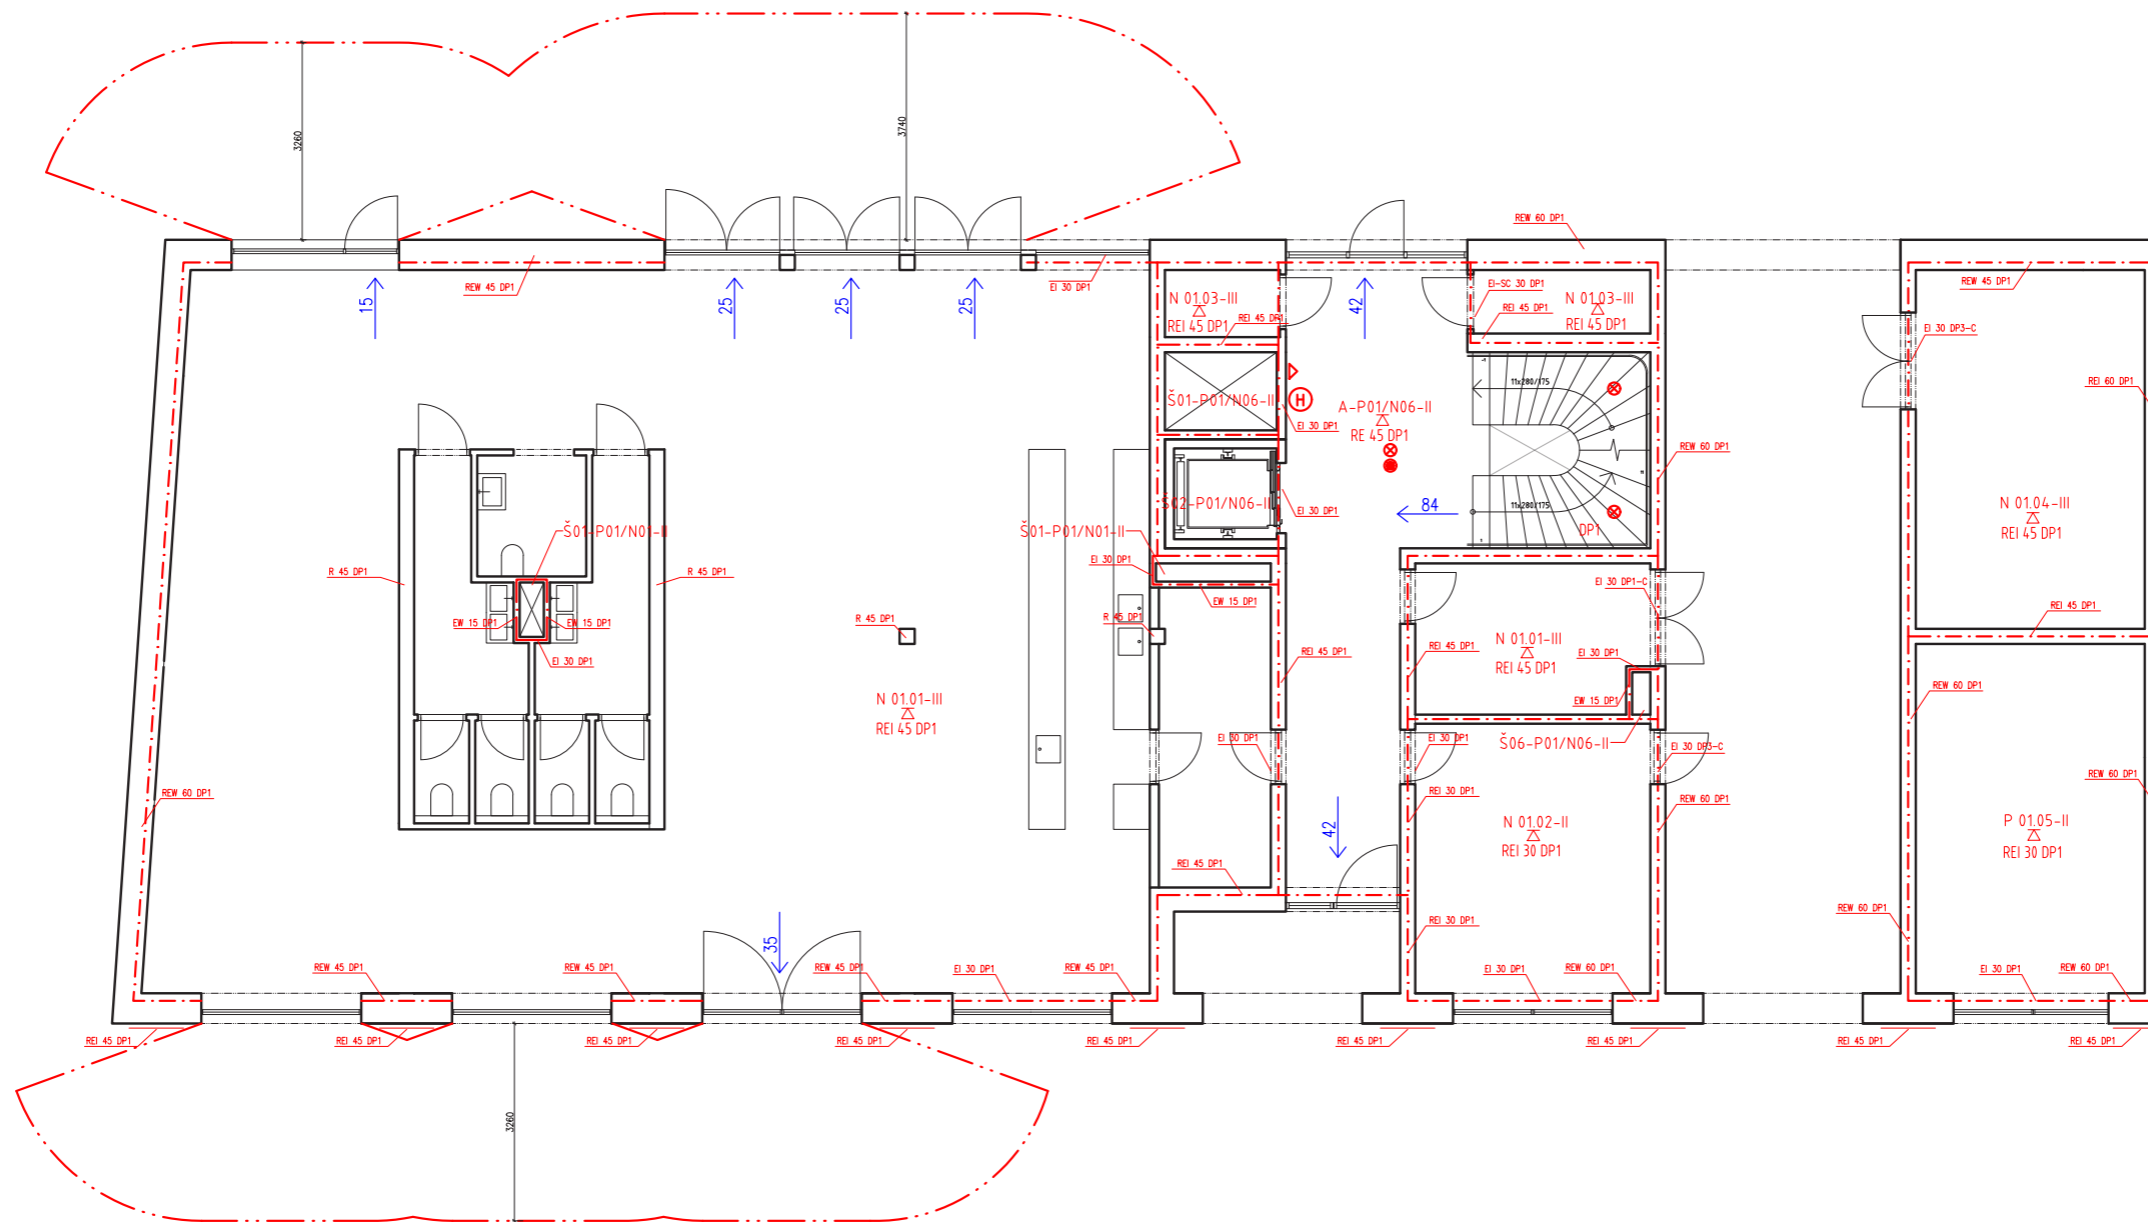 3260
3740
REW 60 DP1
REW 45 DP1
EI 30 DP1
REW 45 DP1
15
25
25
25
42
N 01.03-III
REI 45 DP1
REI 45 DP1
EI-SC 30 DP1
REI 45 DP1
N 01.03-III
REI 45 DP1
EI 30 DP3-C
REI 60 DP1
Š01-P01/N06-II
H
EI 30 DP1
A-P01/N06-II
RE 45 DP1
11x280/175
REW 60 DP1
Š02-P01/N06-II
EI 30 DP1
84
11x280/175
DP1
N 01.04-III
REI 45 DP1
Š01-P01/N01-II
Š01-P01/N01-II
EI 30 DP1
R 45 DP1
R 45 DP1
EI 30 DP1-C
EW 15 DP1
REI 45 DP1
EW 15 DP1
EW 15 DP1
R 45 DP1
R 45 DP1
EI 30 DP1
REI 45 DP1
REI 45 DP1
N 01.01-III
REI 45 DP1
EI 30 DP1
N 01.01-III
REI 45 DP1
EW 15 DP1
REW 60 DP1
EI 30 DP1
EI 30 DP1
Š06-P01/N06-II
EI 30 DP3-C
REW 60 DP1
REW 60 DP1
REI 30 DP1
REW 60 DP1
N 01.02-II
REI 30 DP1
P 01.05-II
REI 30 DP1
42
REI 45 DP1
REW 60 DP1
REI 30 DP1
35
REW 45 DP1
REW 45 DP1
REW 45 DP1
EI 30 DP1
REW 45 DP1
EI 30 DP1
REW 60 DP1
EI 30 DP1
REW 60 DP1
REI 45 DP1
REI 45 DP1
REI 45 DP1
REI 45 DP1
REI 45 DP1
REI 45 DP1
REI 45 DP1
REI 45 DP1
REI 45 DP1
3260